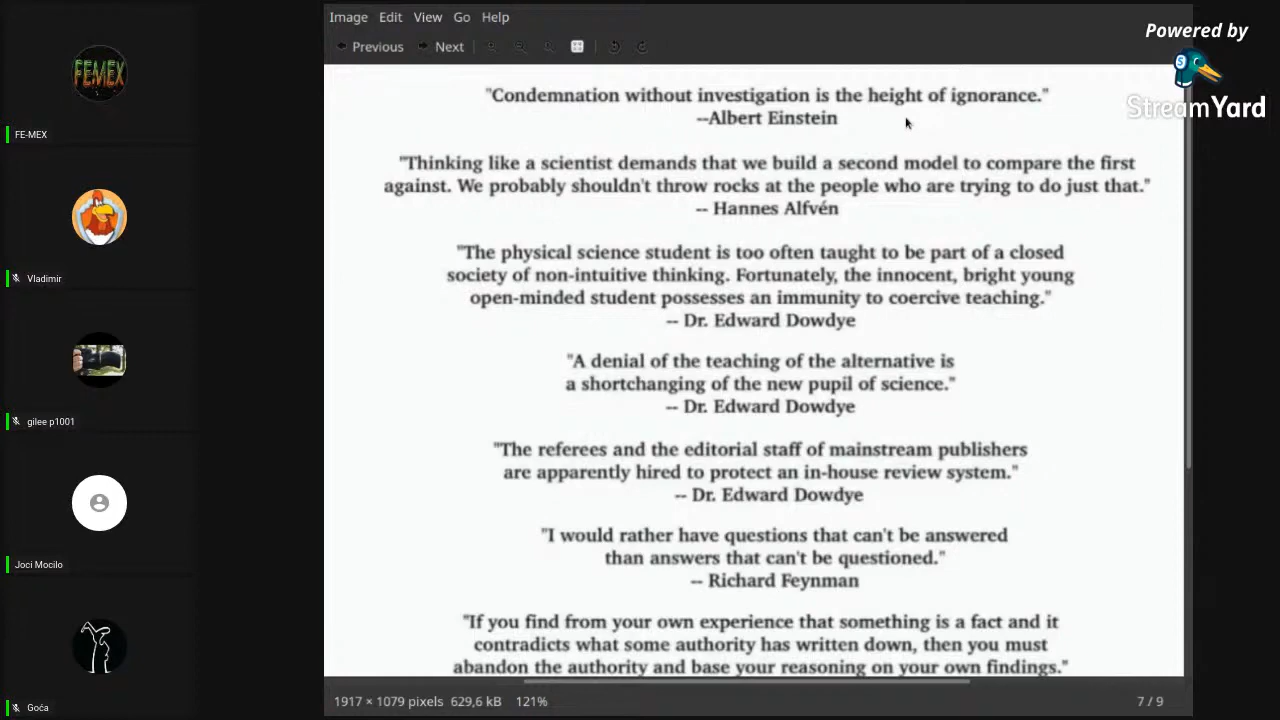 Image Edit View Go Help
Previous Next
Powered by
StreamYard
FEMEX
FE-MEX
Vladimir
gilee p1001
Joci Mocilo
Goća
"Condemnation without investigation is the height of ignorance."
--Albert Einstein
"Thinking like a scientist demands that we build a second model to compare the first
against. We probably shouldn't throw rocks at the people who are trying to do just that."
-- Hannes Alfvén
"The physical science student is too often taught to be part of a closed
society of non-intuitive thinking. Fortunately, the innocent, bright young
open-minded student possesses an immunity to coercive teaching."
-- Dr. Edward Dowdye
"A denial of the teaching of the alternative is
a shortchanging of the new pupil of science."
-- Dr. Edward Dowdye
"The referees and the editorial staff of mainstream publishers
are apparently hired to protect an in-house review system."
-- Dr. Edward Dowdye
"I would rather have questions that can't be answered
than answers that can't be questioned."
-- Richard Feynman
"If you find from your own experience that something is a fact and it
contradicts what some authority has written down, then you must
abandon the authority and base your reasoning on your own findings."
1917 × 1079 pixels 629,6 kB 121%
7 / 9